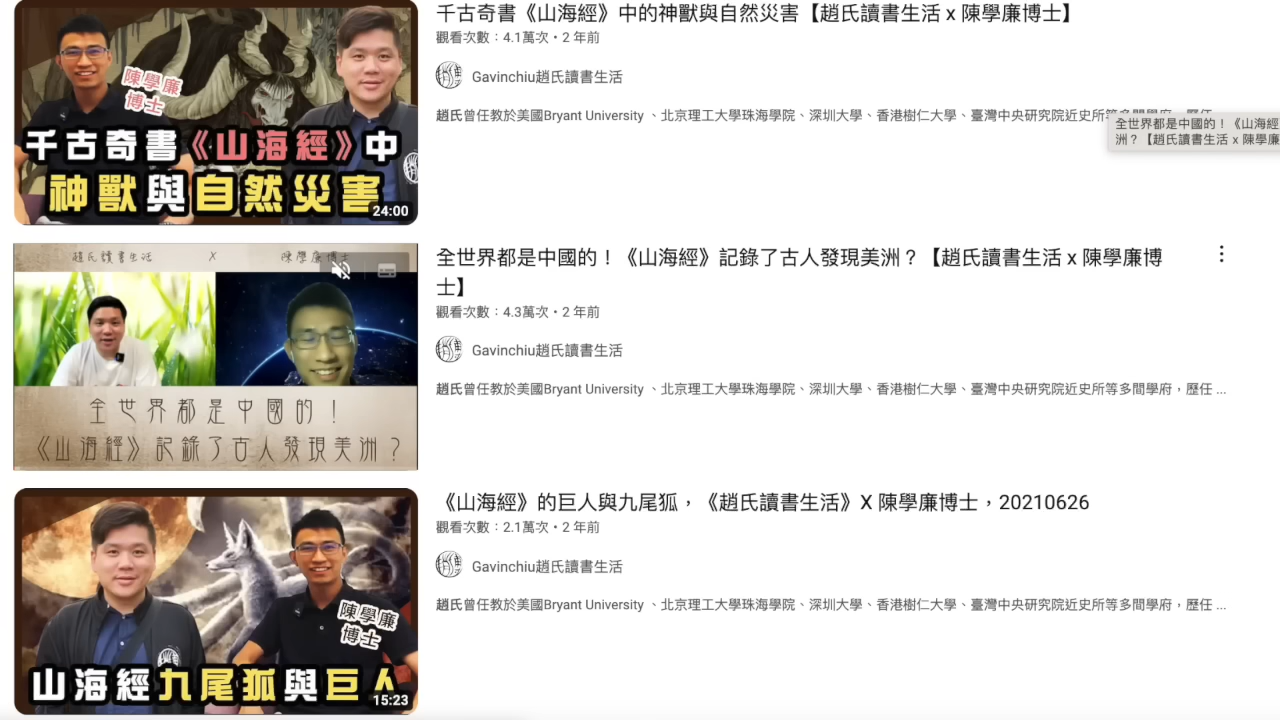 千古奇書《山海經》中的神獸與自然災害【趙氏讀書生活 x 陳學廉博士】
觀看次數：4.1萬次・2 年前
Gavinchiu趙氏讀書生活
趙氏曾任教於美國Bryant University 、北京理工大學珠海學院、深圳大學、香港樹仁大學、臺灣中央研究院近史所等多間學府，歷任
全世界都是中國的！《山海經
洲？【趙氏讀書生活 x 陳學廉
陳學廉
博士
千古奇書《山海經》中
神獸與自然災害
24:00
趙氏讀書生活 X 陳學廉博士
全世界都是中國的！
《山海經》記錄了古人發現美洲？
全世界都是中國的！《山海經》記錄了古人發現美洲？【趙氏讀書生活 x 陳學廉博
士】
觀看次數：4.3萬次・2 年前
Gavinchiu趙氏讀書生活
趙氏曾任教於美國Bryant University 、北京理工大學珠海學院、深圳大學、香港樹仁大學、臺灣中央研究院近史所等多間學府，歷任 ...
陳學廉
博士
山海經九尾狐與巨人
15:23
《山海經》的巨人與九尾狐，《趙氏讀書生活》X 陳學廉博士，20210626
觀看次數：2.1萬次・2 年前
Gavinchiu趙氏讀書生活
趙氏曾任教於美國Bryant University 、北京理工大學珠海學院、深圳大學、香港樹仁大學、臺灣中央研究院近史所等多間學府，歷任 ...